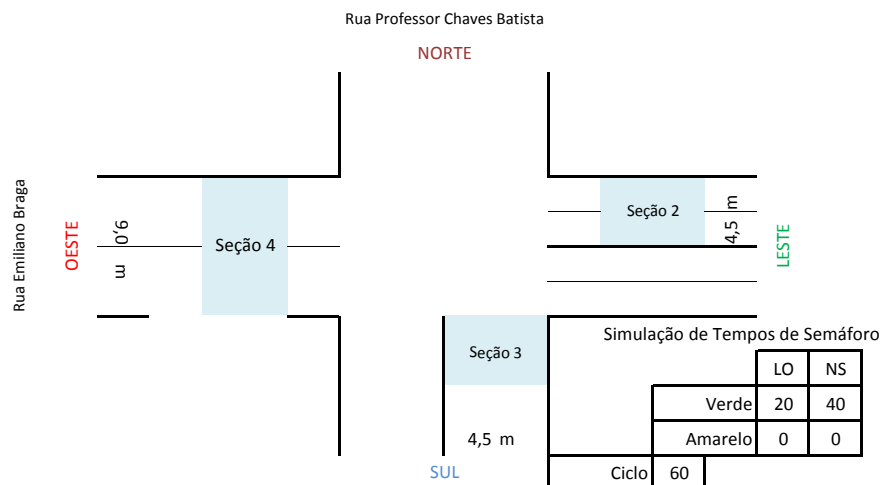 Rua Professor Chaves Batista
NORTE
Rua Emiliano Braga
OESTE
9,0 m
Seção 4
Seção 2
4,5 m
LESTE
Seção 3
4,5 m
SUL
Simulação de Tempos de Semáforo
LO NS
Verde 20 40
Amarelo 0 0
Ciclo 60